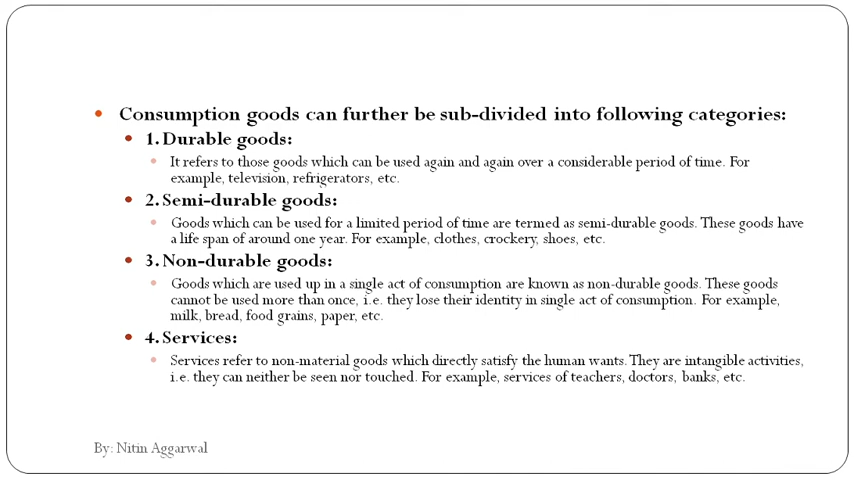 Consumption goods can further be sub-divided into following categories:
1. Durable goods:
It refers to those goods which can be used again and again over a considerable period of time. For
example, television, refrigerators, etc.
2. Semi-durable goods:
Goods which can be used for a limited period of time are termed as semi-durable goods. These goods have
a life span of around one year. For example, clothes, crockery, shoes, etc.
3. Non-durable goods:
Goods which are used up in a single act of consumption are known as non-durable goods. These goods
cannot be used more than once, i.e. they lose their identity in single act of consumption. For example,
milk, bread, food grains, paper, etc.
4. Services:
Services refer to non-material goods which directly satisfy the human wants. They are intangible activities,
i.e. they can neither be seen nor touched. For example, services of teachers, doctors, banks, etc.
By: Nitin Aggarwal